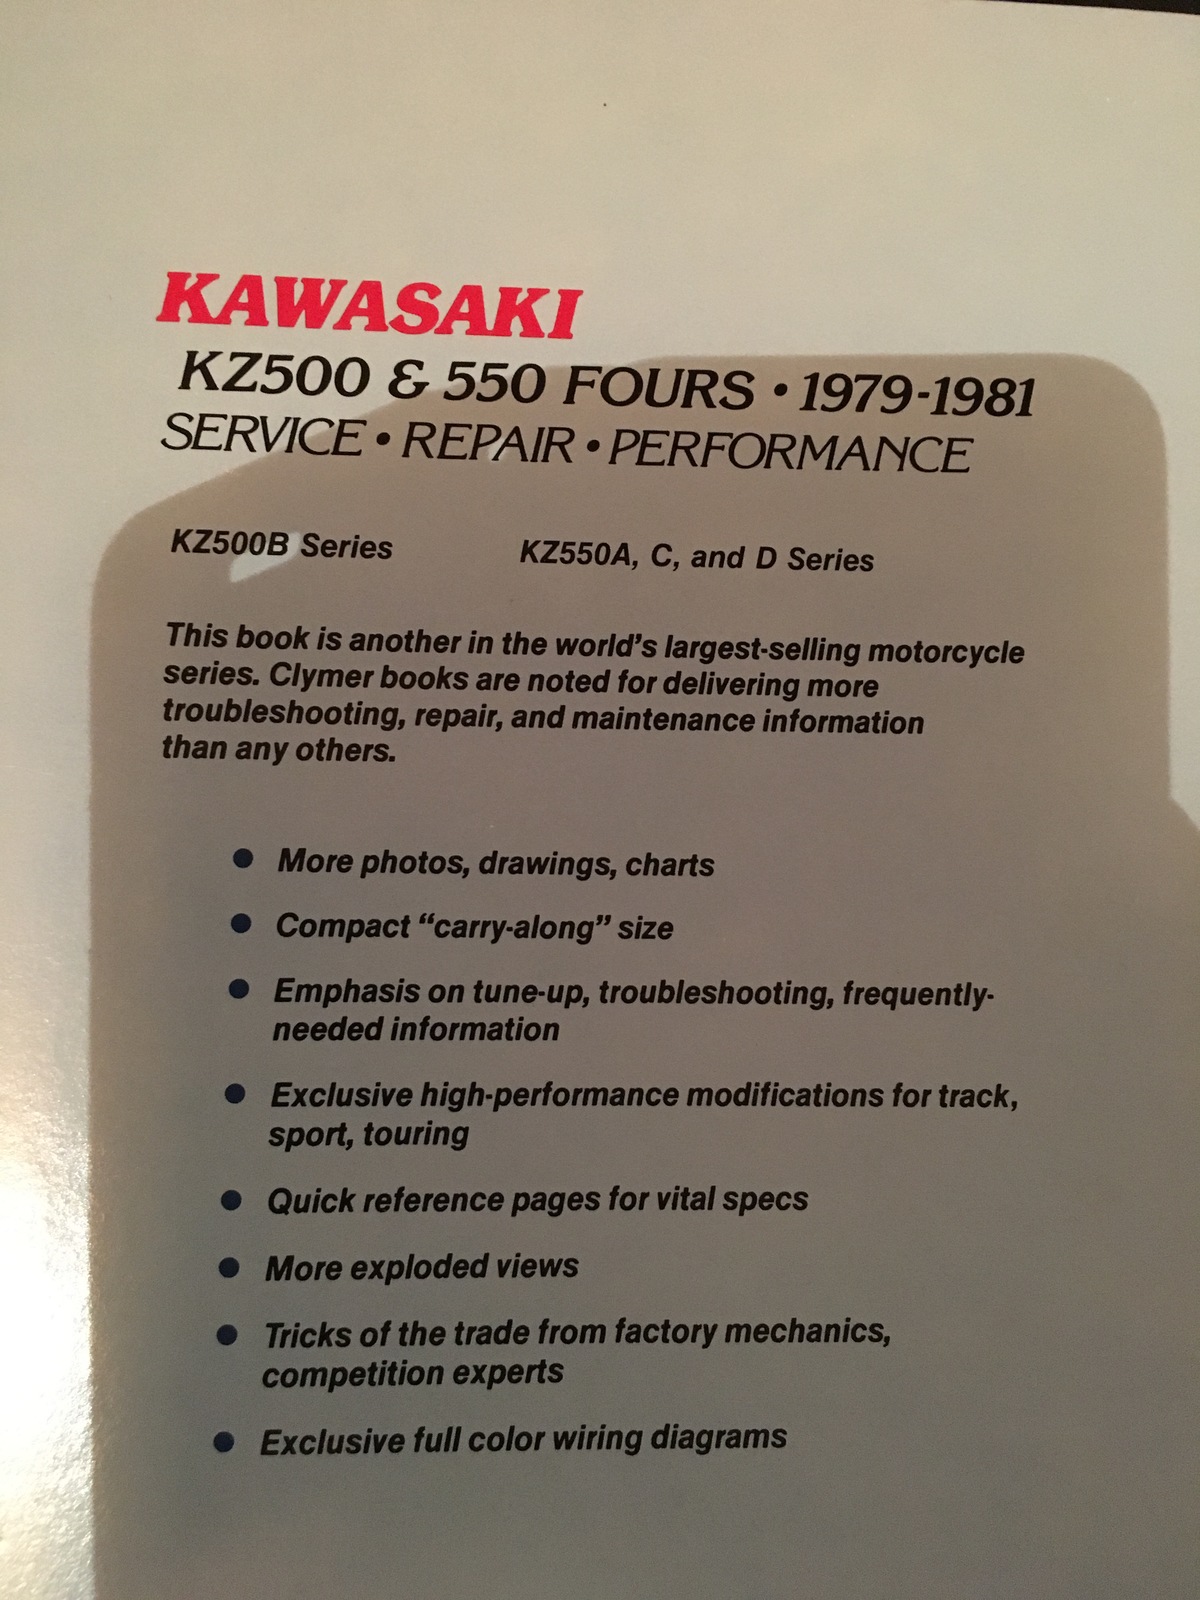 KAWASAKI
KZ500 & 550 FOURS • 1979-1981
SERVICE • REPAIR • PERFORMANCE
KZ500B Series KZ550A, C, and D Series
This book is another in the world's largest-selling motorcycle
series. Clymer books are noted for delivering more
troubleshooting, repair, and maintenance information
than any others.
● More photos, drawings, charts
● Compact “carry-along” size
● Emphasis on tune-up, troubleshooting, frequently-
needed information
● Exclusive high-performance modifications for track,
sport, touring
● Quick reference pages for vital specs
● More exploded views
● Tricks of the trade from factory mechanics,
competition experts
● Exclusive full color wiring diagrams